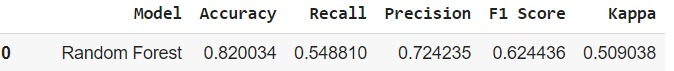 Model Accuracy Recall Precision F1 Score Kappa
0 Random Forest 0.820034 0.548810 0.724235 0.624436 0.509038